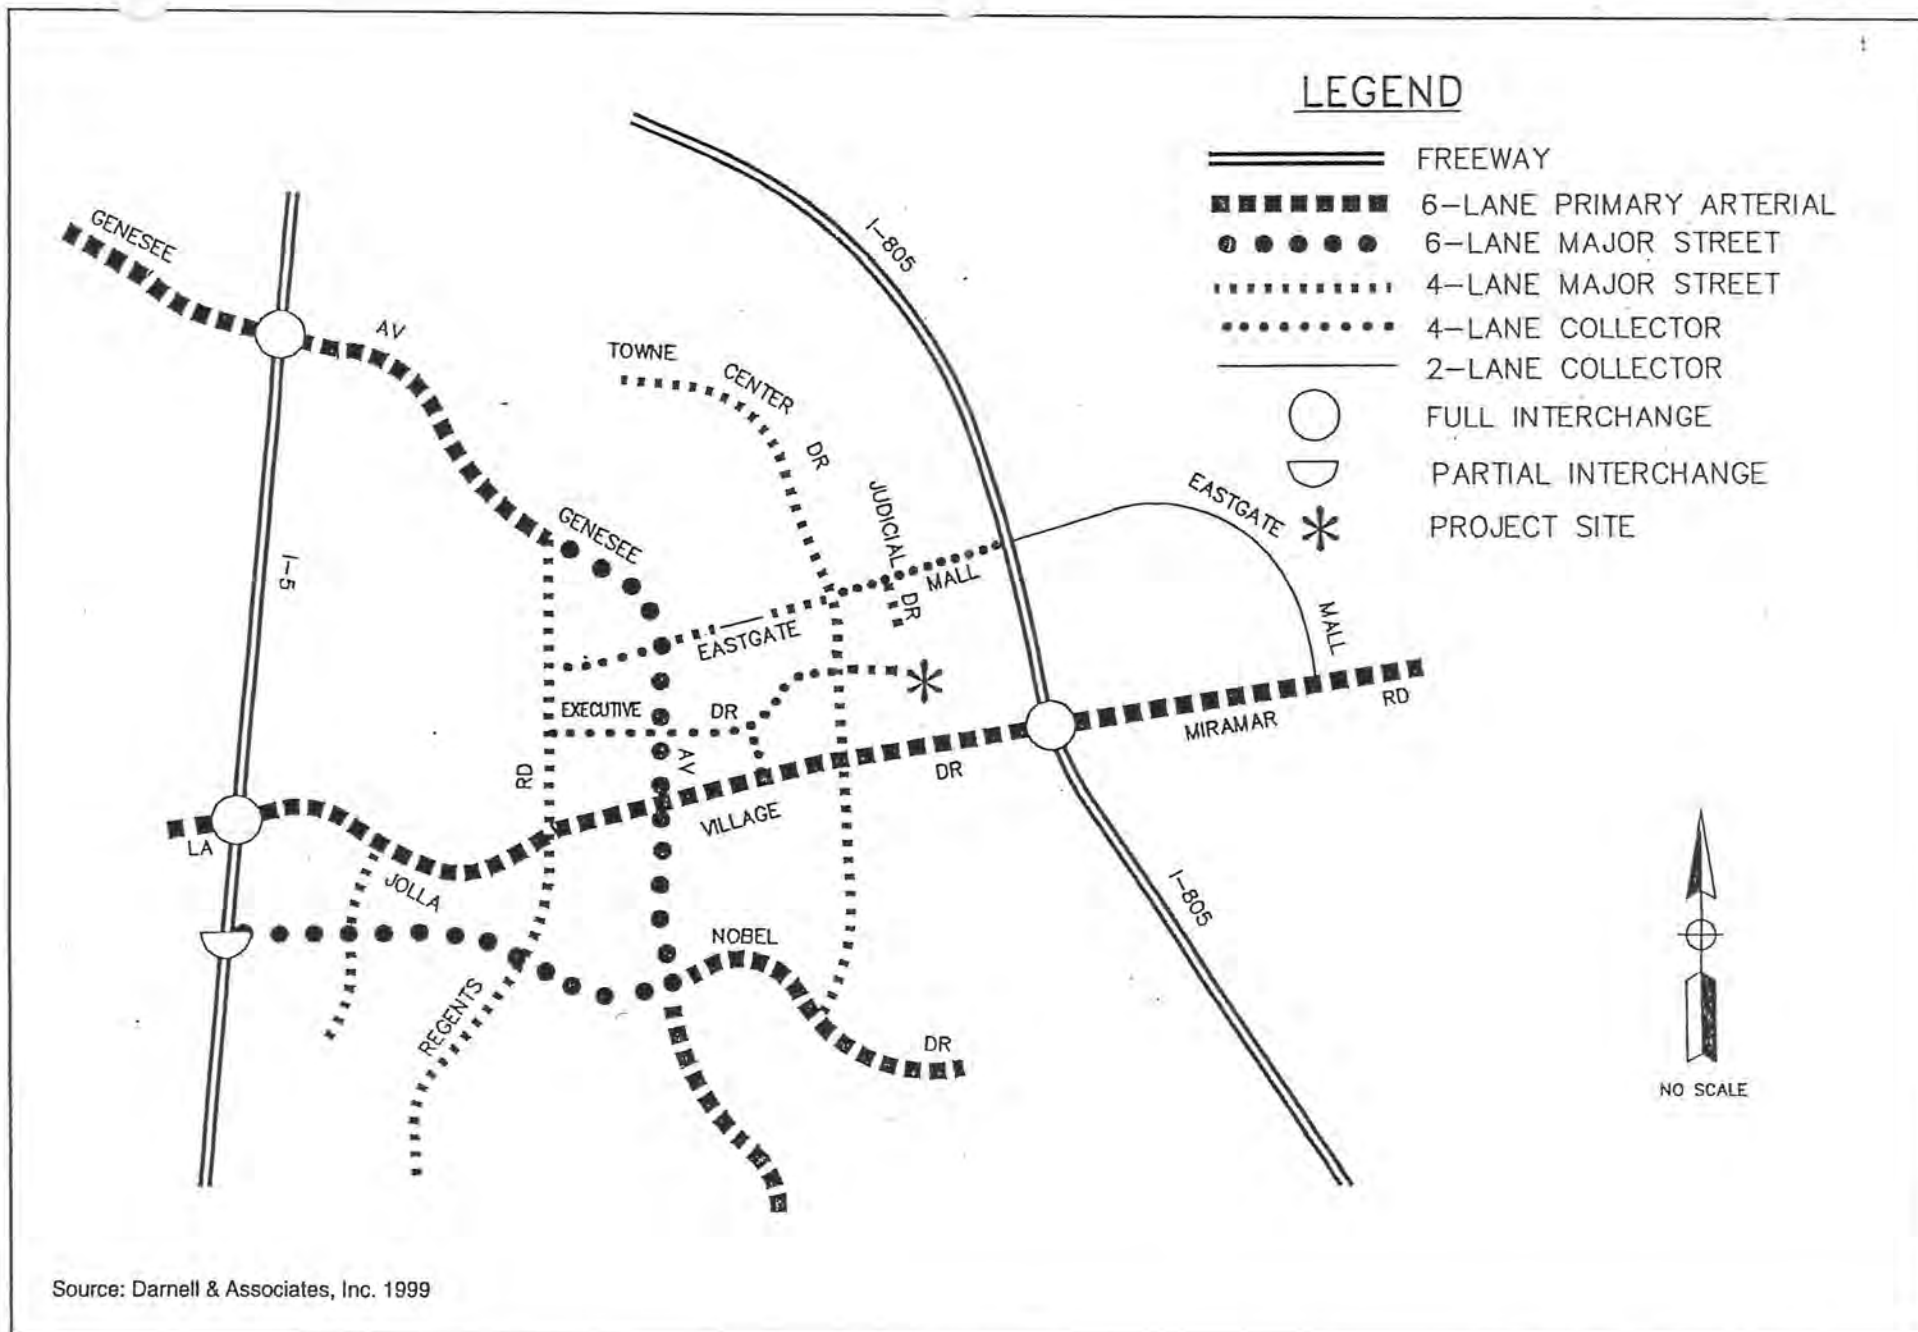 LEGEND
FREEWAY
6-LANE PRIMARY ARTERIAL
6-LANE MAJOR STREET
4-LANE MAJOR STREET
4-LANE COLLECTOR
2-LANE COLLECTOR
FULL INTERCHANGE
PARTIAL INTERCHANGE
PROJECT SITE
GENESEE
AV
I-805
TOWNE
CENTER
DR
JUDICIAL
DR
EASTGATE
MALL
GENESEE
I-5
MALL
EASTGATE
EXECUTIVE
DR
AV
RD
RD
MIRAMAR
DR
VILLAGE
LA
JOLLA
I-805
NOBEL
REGENTS
DR
NO SCALE
Source: Darnell & Associates, Inc. 1999